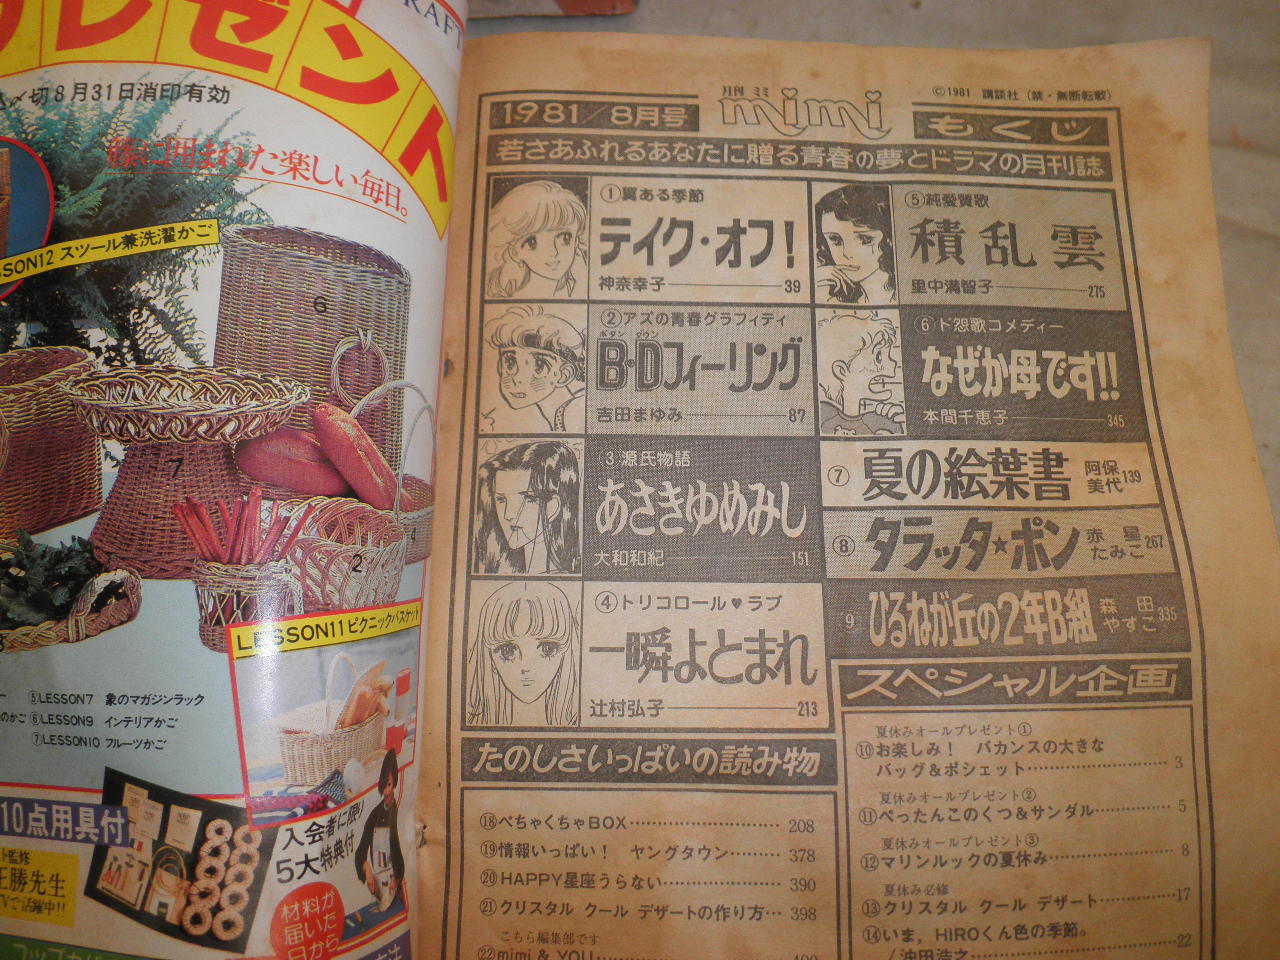 レゼント
切8月31日消印有効
籐に囲まれた楽しい毎日。
SSON12 スツール兼洗濯かご
6
7
4
2
LESSON11ピクニックバスケット
⑤LESSON7 象のマガジンラック
のかご ⑥LESSON9 インテリアかご
⑦LESSON10 フルーツかご
10点用具付
監修
正勝先生
TVで活躍中!!
入会者に限り
5大特典付
材料が
届いた
日から
1981/8月号
月刊 ミミ
mimi
©1981 講談社(禁・無断転載)
もくじ
若さあふれるあなたに贈る青春の夢とドラマの月刊誌
①翼ある季節
テイク・オフ!
神奈幸子 39
②アズの青春グラフィティ
ボタン ダウン
B・Dフィーリング
吉田まゆみ 87
③源氏物語
あさきゆめみし
大和和紀 151
④トリコロール♥ラブ
一瞬よとまれ
辻村弘子 213
⑤純愛賛歌
積乱雲
里中満智子 275
⑥ド怨歌コメディー
なぜか母です!!
本間千恵子 345
⑦夏の絵葉書 阿保美代 139
⑧タラッタ★ポン 赤星たみこ 267
9 ひるねが丘の2年B組 森田やすこ 335
たのしさいっぱいの読み物
⑱ぺちゃくちゃBOX 208
⑲情報いっぱい! ヤングタウン 378
⑳HAPPY星座うらない 390
㉑クリスタル クール デザートの作り方 398
こちら編集部です
㉒mimi & YOU
スペシャル企画
夏休みオールプレゼント①
⑩お楽しみ! バカンスの大きな
バッグ&ポシェット 3
夏休みオールプレゼント②
⑪ぺったんこのくつ&サンダル 5
夏休みオールプレゼント③
⑫マリンルックの夏休み 8
夏休み必修
⑬クリスタル クール デザート 17
⑭いま,HIROくん色の季節。
/沖田浩之 22